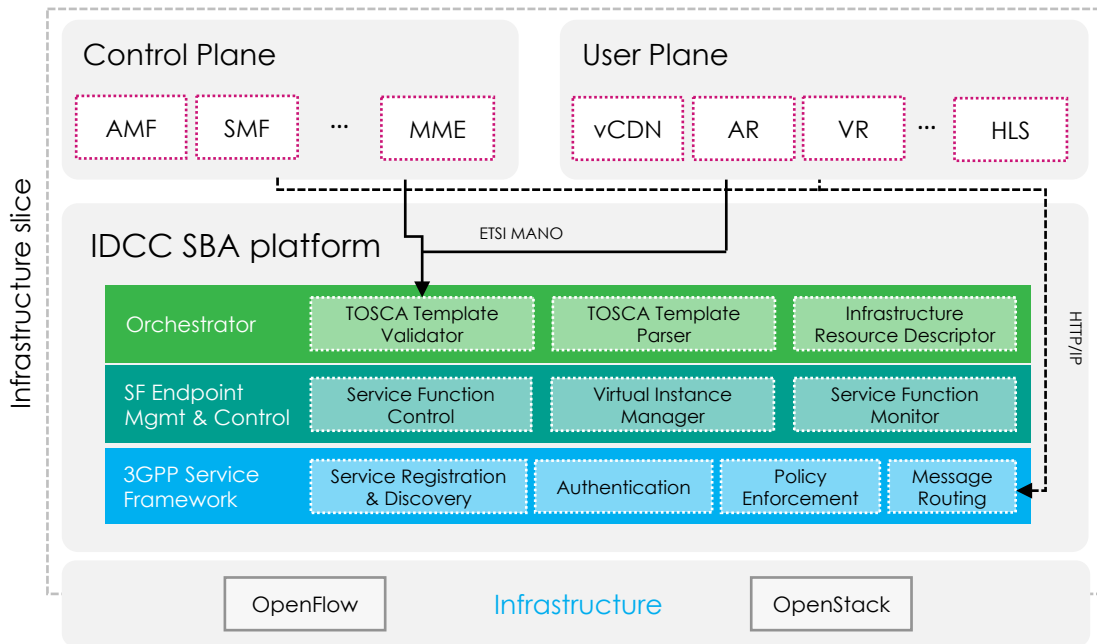 Control Plane
User Plane
AMF
SMF
...
MME
vCDN
AR
VR
...
HLS
Infrastructure slice
IDCC SBA platform
ETSI MANO
HTTP/IP
Orchestrator
TOSCA Template
Validator
TOSCA Template
Parser
Infrastructure
Resource Descriptor
SF Endpoint
Mgmt & Control
Service Function
Control
Virtual Instance
Manager
Service Function
Monitor
3GPP Service
Framework
Service Registration
& Discovery
Authentication
Policy
Enforcement
Message
Routing
OpenFlow
Infrastructure
OpenStack